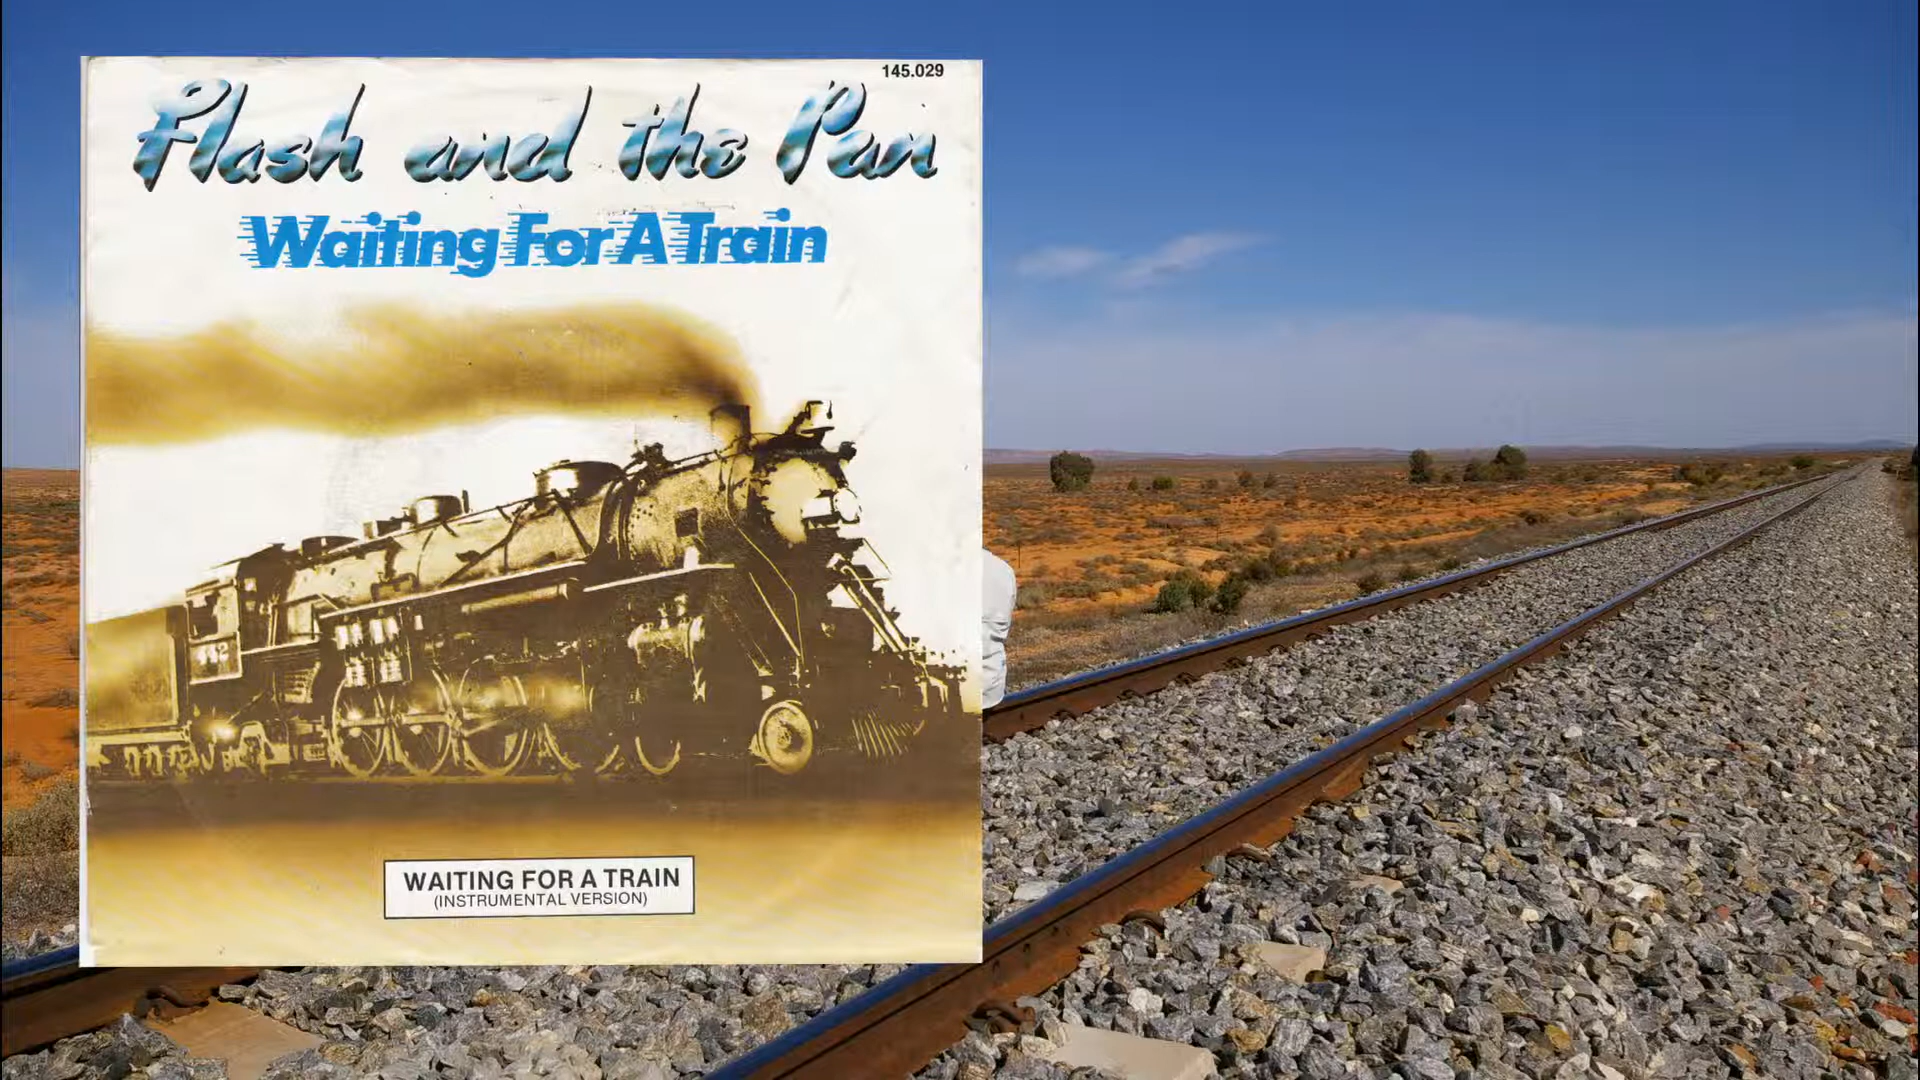 145.029
Flash and the Pan
Waiting For A Train
WAITING FOR A TRAIN
(INSTRUMENTAL VERSION)